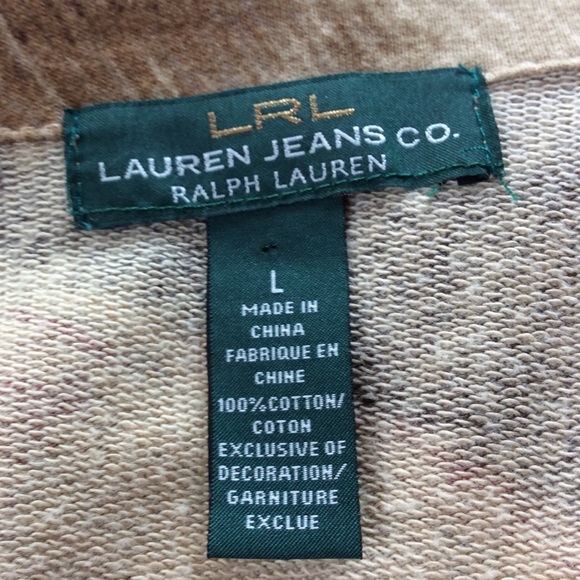 LRL
LAUREN JEANS CO.
RALPH LAUREN
L
MADE IN
CHINA
FABRIQUE EN
CHINE
100%COTTON/
COTON
EXCLUSIVE OF
DECORATION/
GARNITURE
EXCLUE